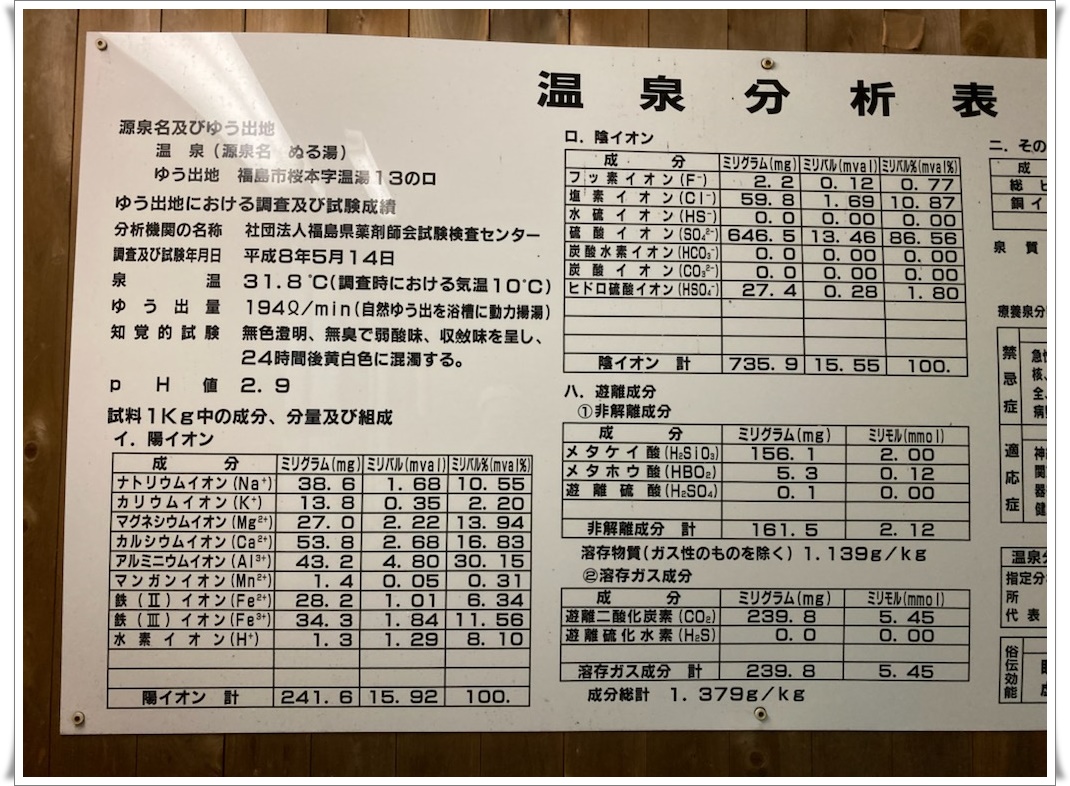 温泉分析表
源泉名及びゆう出地
温泉(源泉名 ぬる湯)
ゆう出地 福島市桜本字温湯13のロ
ゆう出地における調査及び試験成績
分析機関の名称 社団法人福島県薬剤師会試験検査センター
調査及び試験年月日 平成8年5月14日
泉温 31.8℃(調査時における気温10℃)
ゆう出量 194ℓ/min(自然ゆう出を浴槽に動力揚湯)
知覚的試験 無色澄明、無臭で弱酸味、収斂味を呈し、
24時間後黄白色に混濁する。
pH値 2.9
試料1Kg中の成分、分量及び組成
イ.陽イオン
成分 ミリグラム(mg) ミリバル(mval) ミリバル%(mval%)
ナトリウムイオン(Na⁺) 38.6 1.68 10.55
カリウムイオン(K⁺) 13.8 0.35 2.20
マグネシウムイオン(Mg²⁺) 27.0 2.22 13.94
カルシウムイオン(Ca²⁺) 53.8 2.68 16.83
アルミニウムイオン(Al³⁺) 43.2 4.80 30.15
マンガンイオン(Mn²⁺) 1.4 0.05 0.31
鉄(Ⅱ)イオン(Fe²⁺) 28.2 1.01 6.34
鉄(Ⅲ)イオン(Fe³⁺) 34.3 1.84 11.56
水素イオン(H⁺) 1.3 1.29 8.10
陽イオン 計 241.6 15.92 100.
ロ.陰イオン
成分 ミリグラム(mg) ミリバル(mval) ミリバル%(mval%)
フッ素イオン(F⁻) 2.2 0.12 0.77
塩素イオン(Cl⁻) 59.8 1.69 10.87
水硫イオン(HS⁻) 0.0 0.00 0.00
硫酸イオン(SO₄²⁻) 646.5 13.46 86.56
炭酸水素イオン(HCO₃⁻) 0.0 0.00 0.00
炭酸イオン(CO₃²⁻) 0.0 0.00 0.00
ヒドロ硫酸イオン(HSO₄⁻) 27.4 0.28 1.80
陰イオン 計 735.9 15.55 100.
ハ.遊離成分
①非解離成分
成分 ミリグラム(mg) ミリモル(mmol)
メタケイ酸(H₂SiO₃) 156.1 2.00
メタホウ酸(HBO₂) 5.3 0.12
遊離硫酸(H₂SO₄) 0.1 0.00
非解離成分 計 161.5 2.12
溶存物質(ガス性のものを除く) 1.139g/kg
②溶存ガス成分
成分 ミリグラム(mg) ミリモル(mmol)
遊離二酸化炭素(CO₂) 239.8 5.45
遊離硫化水素(H₂S) 0.0 0.00
溶存ガス成分 計 239.8 5.45
成分総計 1.379g/kg
ニ.その
成
総 ヒ
銅イ
泉質
療養泉分
禁忌症
適応症
温泉分
指定分
所
代表
俗伝効能